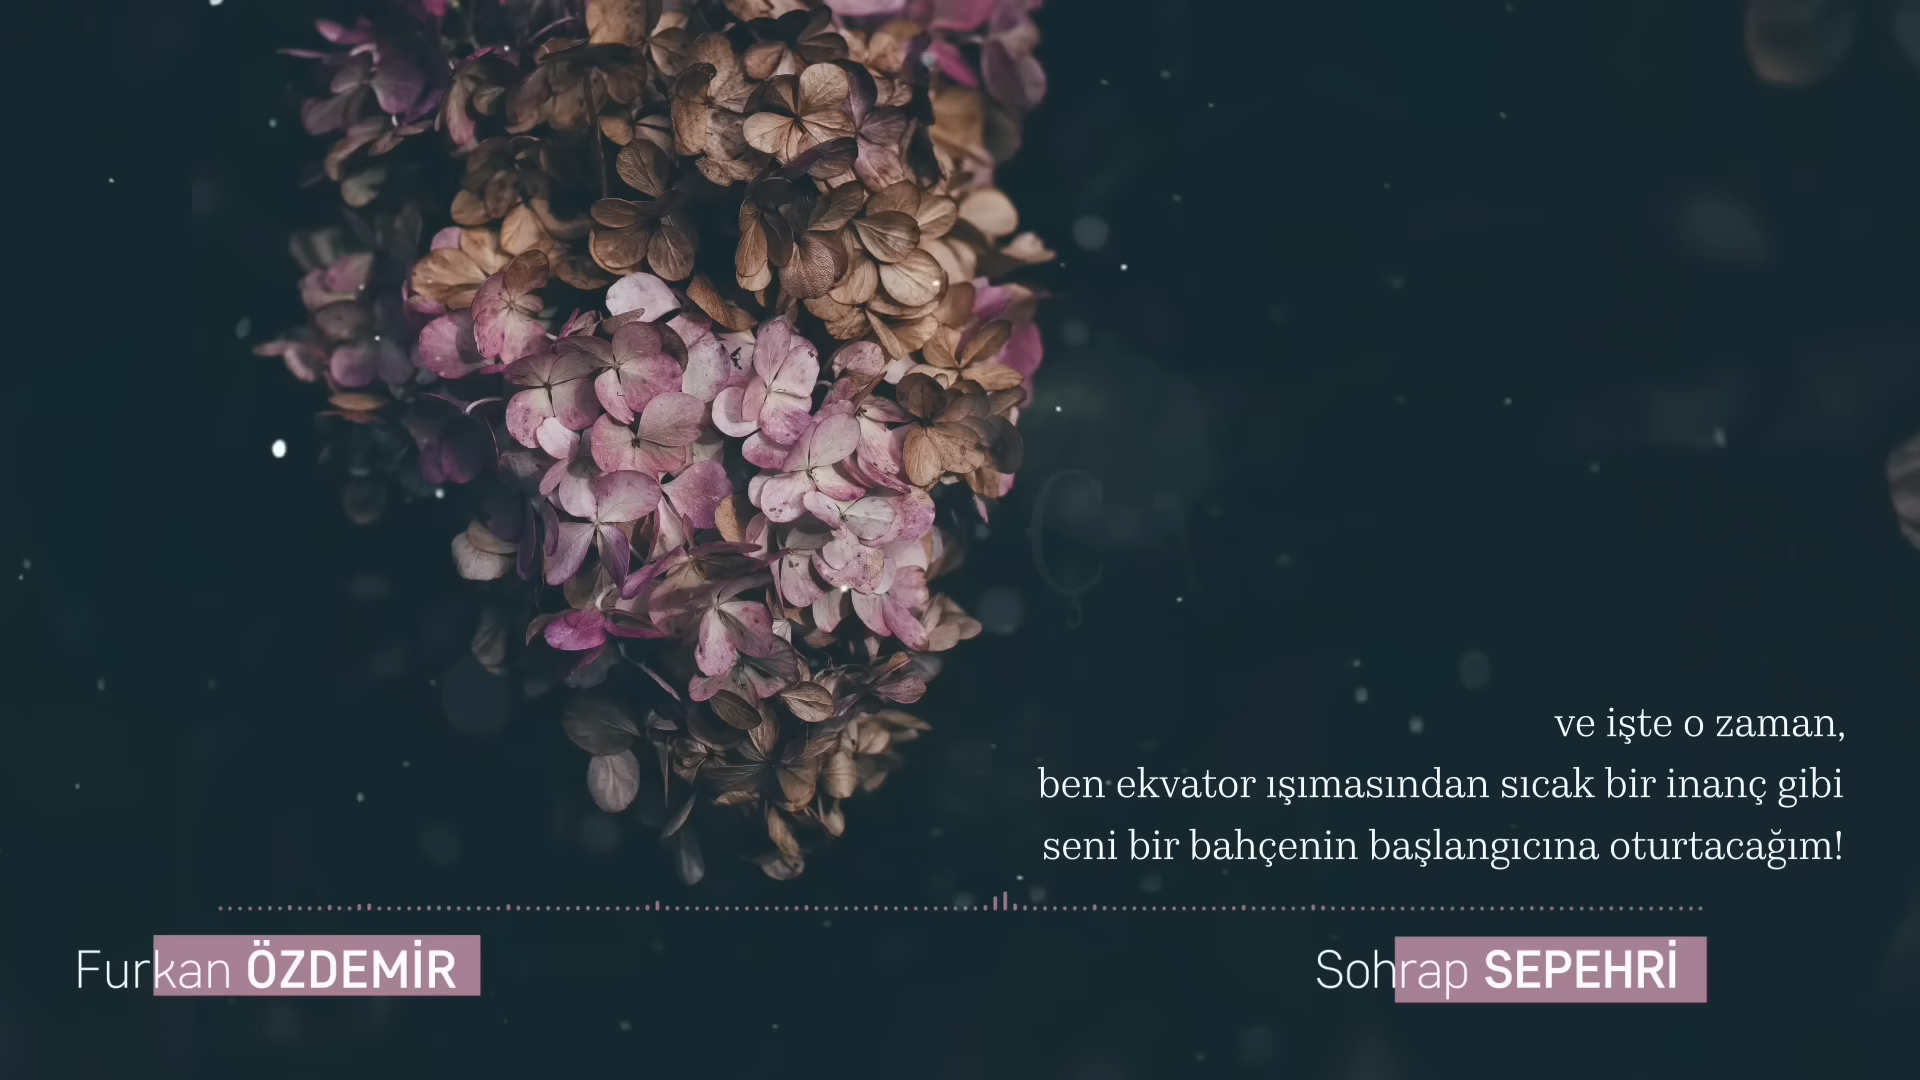 ve işte o zaman,
ben ekvator ışımasından sıcak bir inanç gibi
seni bir bahçenin başlangıcına oturtacağım!
Furkan ÖZDEMİR
Sohrap SEPEHRİ